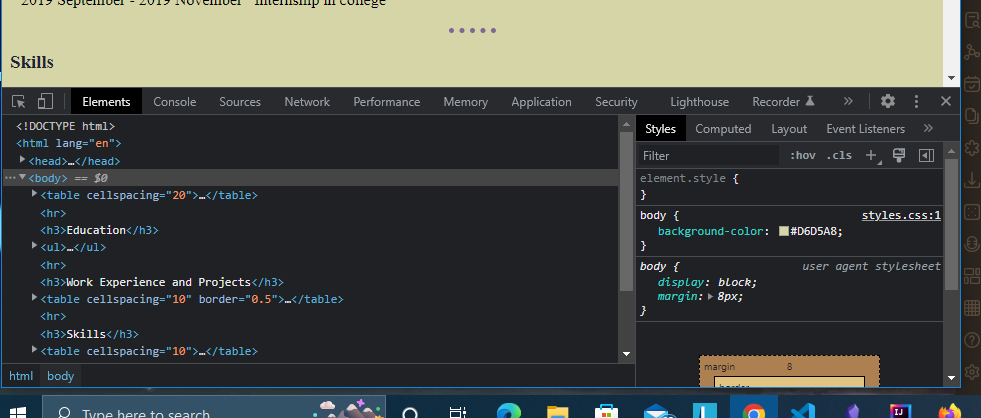 2019 September - 2019 November Internship in college
Skills
Elements Console Sources Network Performance Memory Application Security Lighthouse Recorder »
<!DOCTYPE html>
<html lang="en">
<head>…</head>
<body> == $0
<table cellspacing="20">…</table>
<hr>
<h3>Education</h3>
<ul>…</ul>
<hr>
<h3>Work Experience and Projects</h3>
<table cellspacing="10" border="0.5">…</table>
<hr>
<h3>Skills</h3>
<table cellspacing="10">…</table>
html body
Styles Computed Layout Event Listeners »
Filter :hov .cls +
element.style {
}
body { styles.css:1
background-color: #D6D5A8;
}
body { user agent stylesheet
display: block;
margin: 8px;
}
margin 8
border
Type here to search